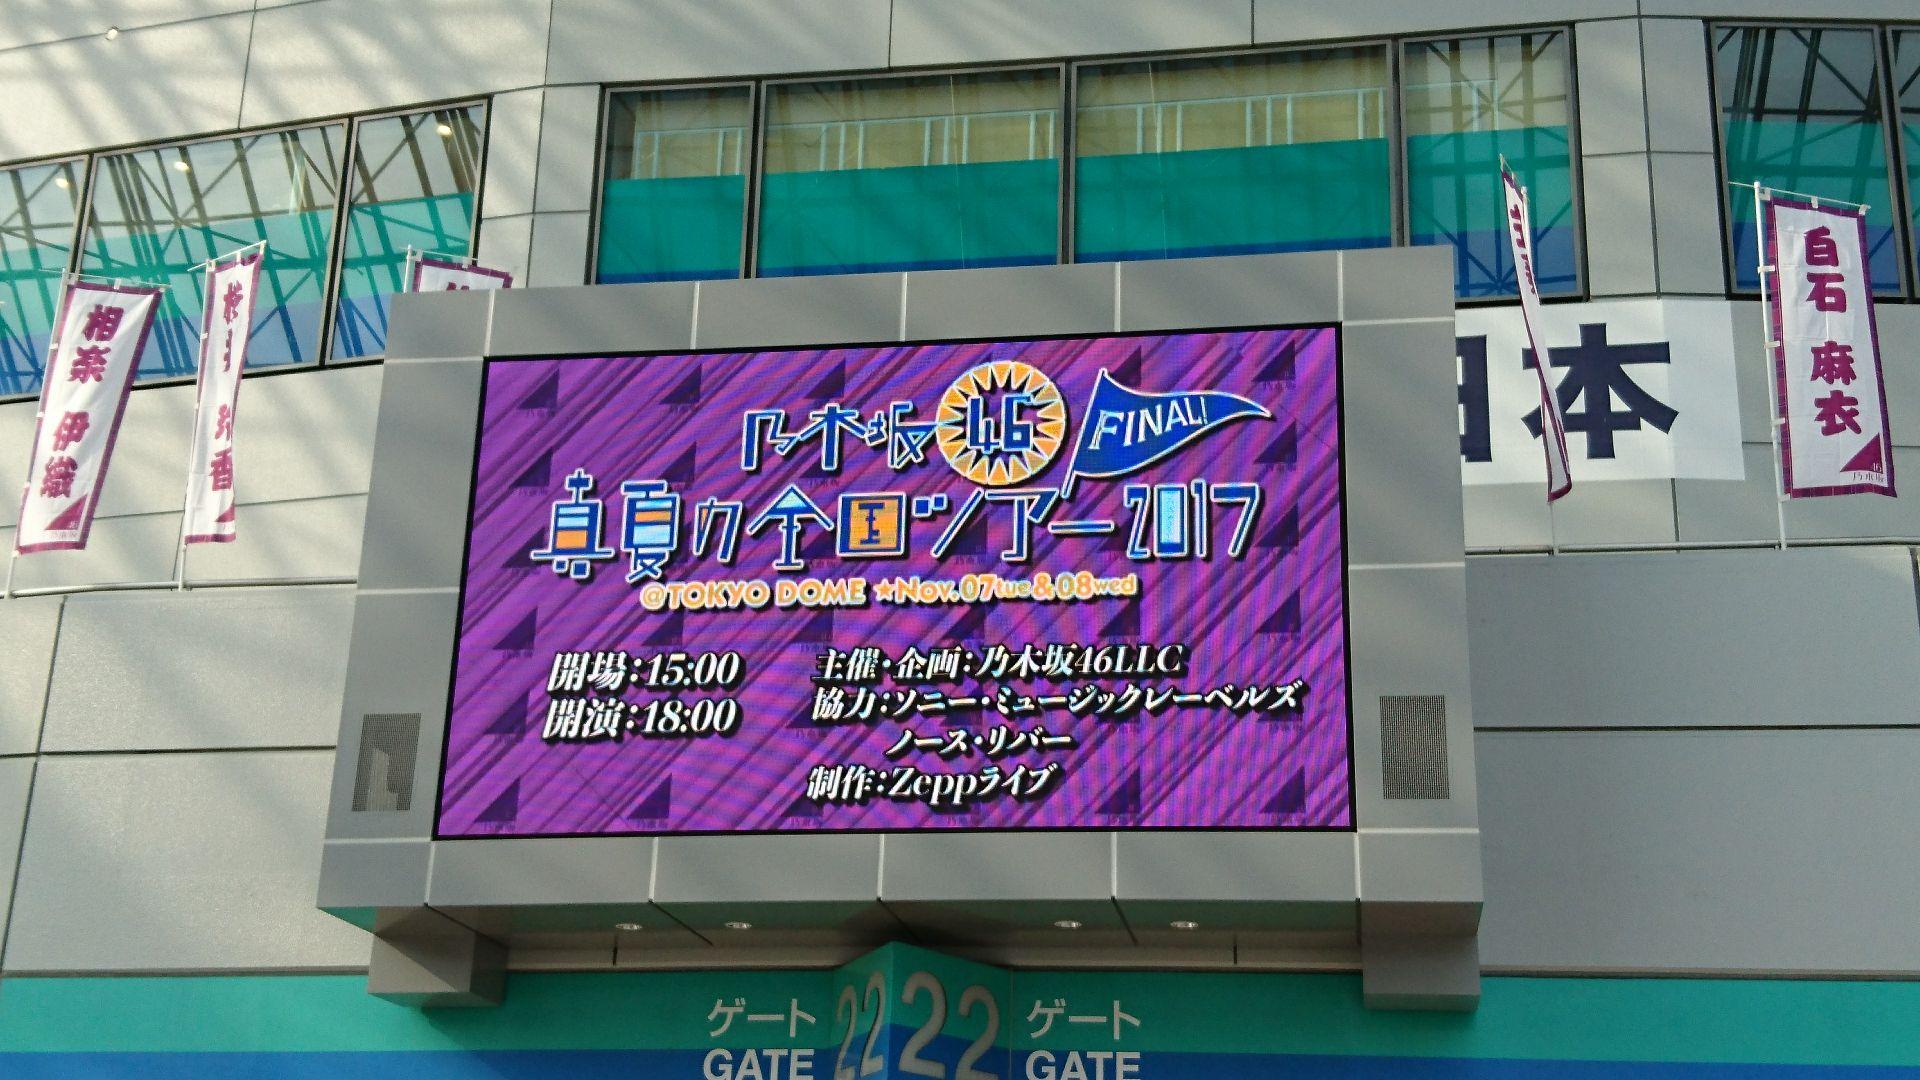 相楽 伊織
香
白石 麻衣
本
乃木坂46 FINAL!
真夏の全国ツアー2017
@TOKYO DOME ★Nov.07tue&08wed
開場：15:00
開演：18:00
主催・企画：乃木坂46LLC
協力：ソニー・ミュージックレーベルズ
ノース・リバー
制作：Zeppライブ
ゲート 22 22 ゲート
GATE GATE